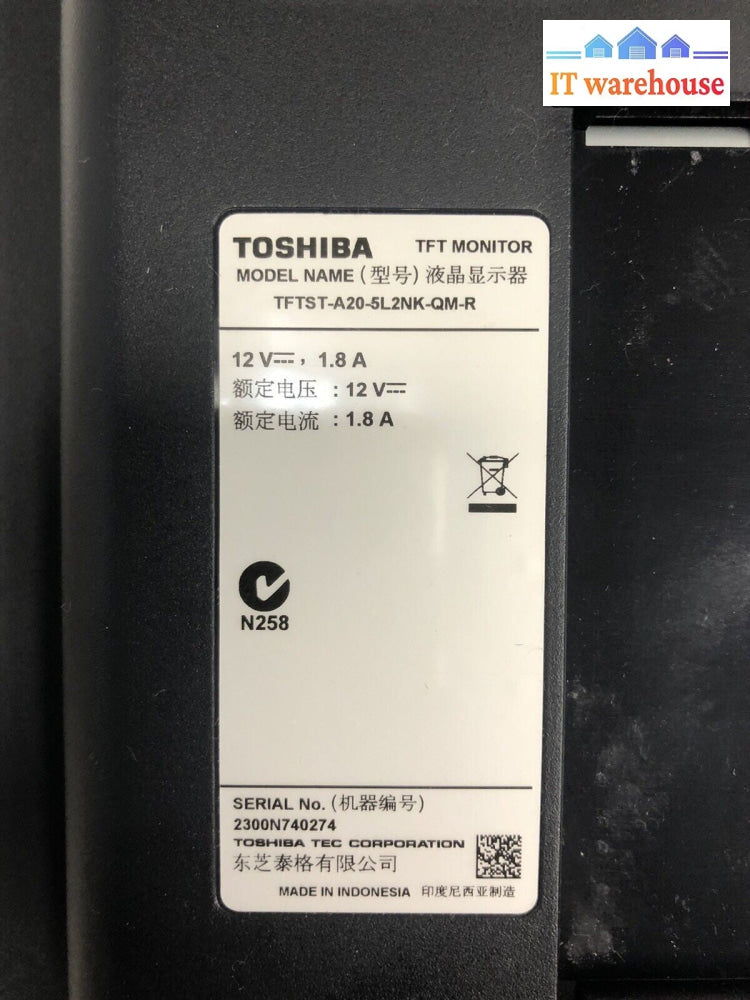 IT warehouse
TOSHIBA TFT MONITOR
MODEL NAME (型号) 液晶显示器
TFTST-A20-5L2NK-QM-R
12 V⎓, 1.8 A
额定电压 : 12 V⎓
额定电流 : 1.8 A
N258
SERIAL No. (机器编号)
2300N740274
TOSHIBA TEC CORPORATION
东芝泰格有限公司
MADE IN INDONESIA 印度尼西亚制造